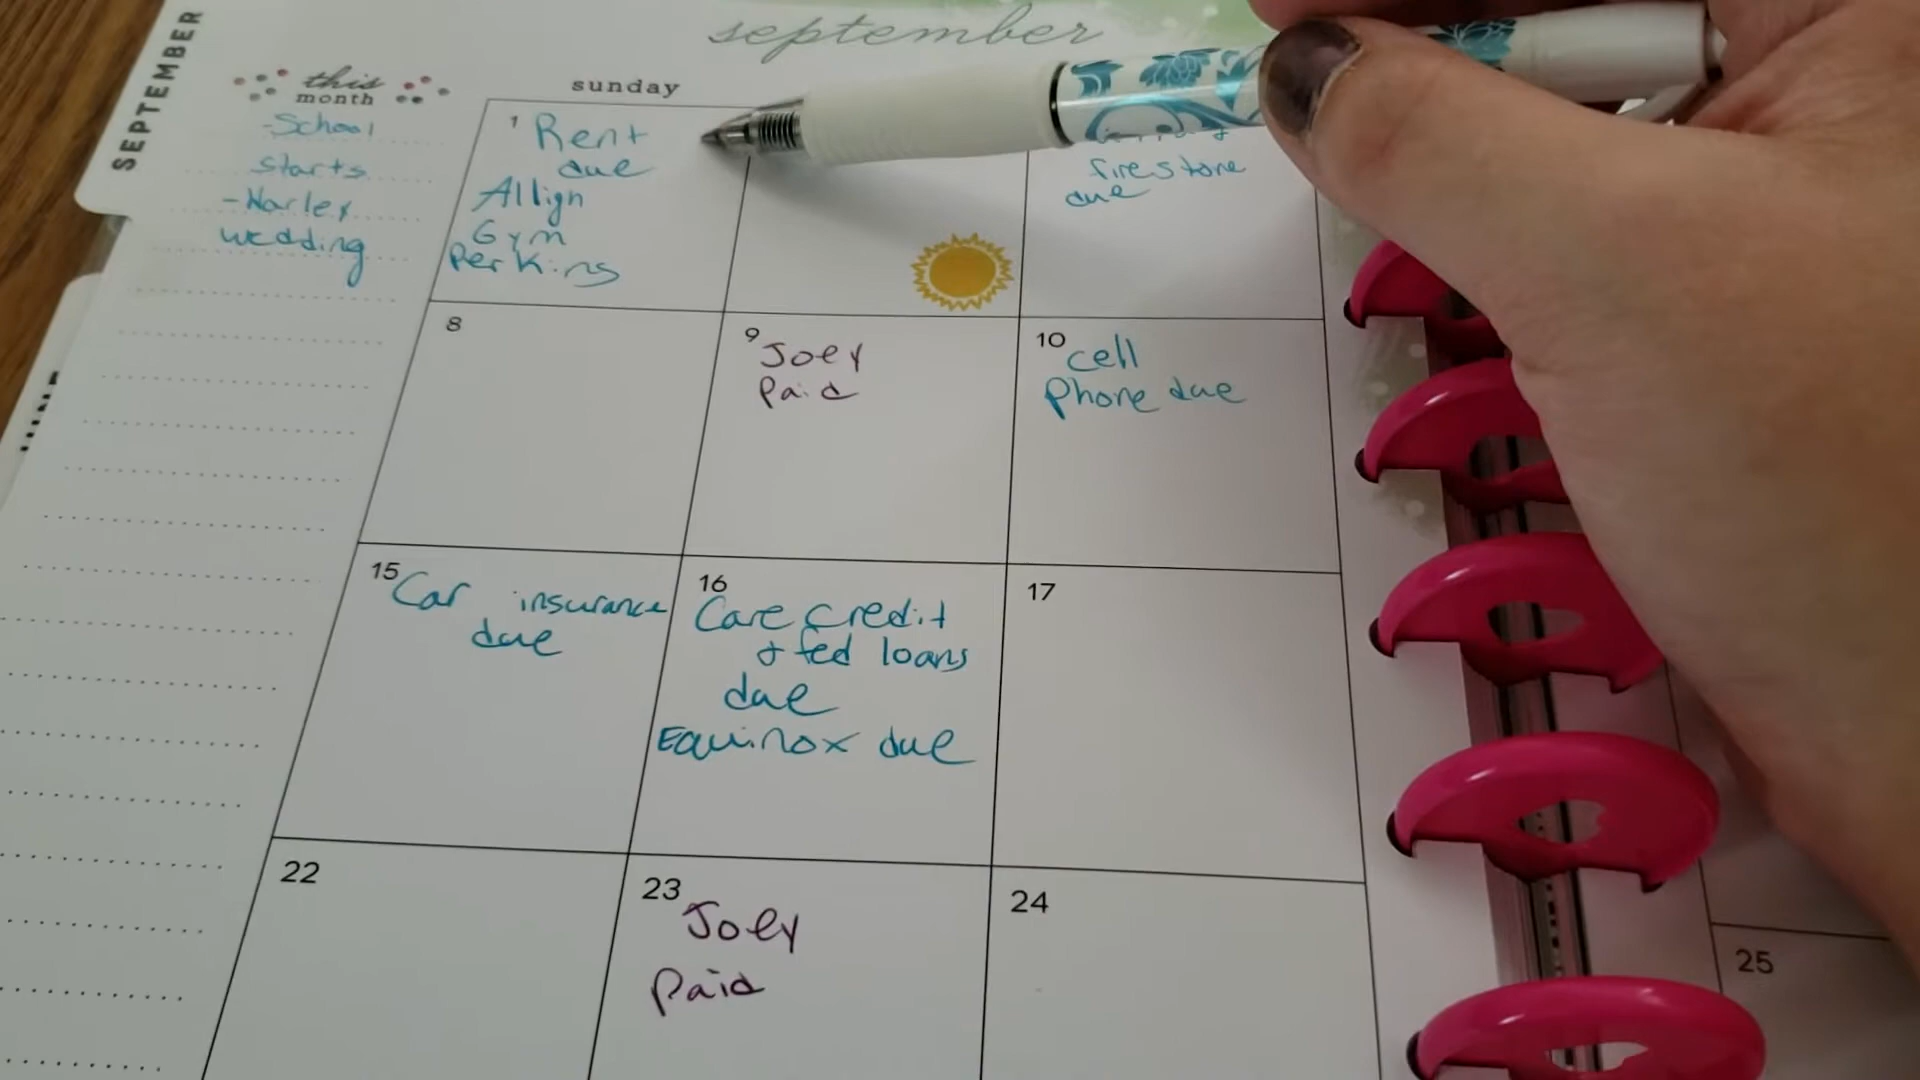 september
SEPTEMBER
this
month
-School
starts
-Harley
wedding
sunday
1
Rent
due
Allign
Gym
Perkins
firestone
due
8
9
Joey
Paid
10
cell
Phone due
15
Car insurance
due
16
Care Credit
& fed loans
due
Equinox due
17
22
23
Joey
Paid
24
25